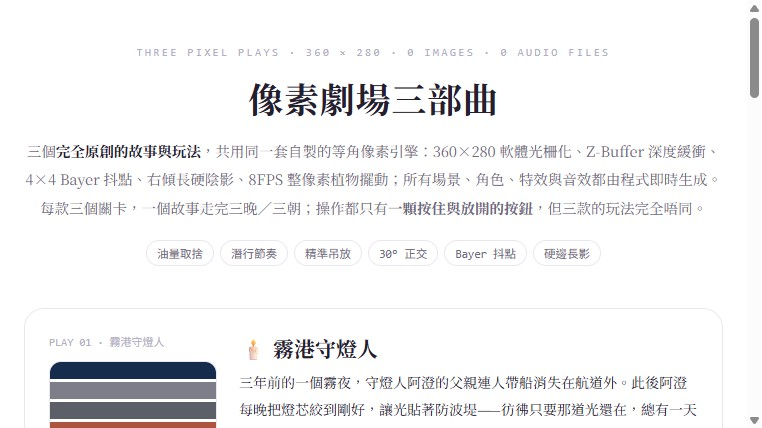 THREE PIXEL PLAYS · 360 × 280 · 0 IMAGES · 0 AUDIO FILES
像素劇場三部曲
三個完全原創的故事與玩法，共用同一套自製的等角像素引擎：360×280 軟體光柵化、Z-Buffer 深度緩衝、
4×4 Bayer 抖點、右傾長硬陰影、8FPS 整像素植物擺動；所有場景、角色、特效與音效都由程式即時生成。
每款三個關卡，一個故事走完三晚／三朝；操作都只有一顆按住與放開的按鈕，但三款的玩法完全唔同。
油量取捨
潛行節奏
精準吊放
30° 正交
Bayer 抖點
硬邊長影
PLAY 01 · 霧港守燈人
霧港守燈人
三年前的一個霧夜，守燈人阿澄的父親連人帶船消失在航道外。此後阿澄
每晚把燈芯絞到剛好，讓光貼著防波堤——彷彿只要那道光還在，總有一天